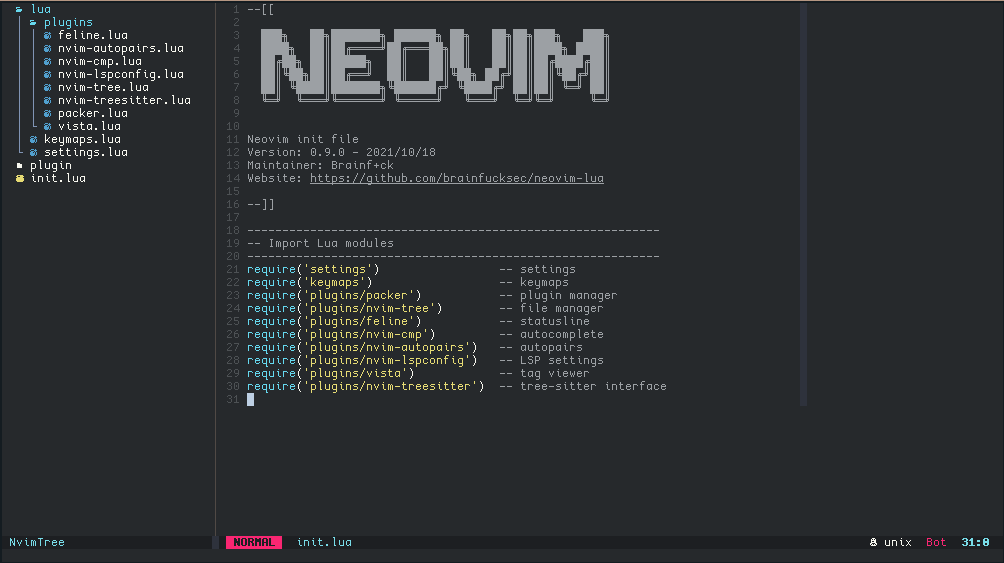 lua
plugins
feline.lua
nvim-autopairs.lua
nvim-cmp.lua
nvim-lspconfig.lua
nvim-tree.lua
nvim-treesitter.lua
packer.lua
vista.lua
keymaps.lua
settings.lua
plugin
init.lua
1 --[[
2
3
4
5
6
7
8
NEOVIM
9
10
11 Neovim init file
12 Version: 0.9.0 - 2021/10/18
13 Maintainer: Brainf+ck
14 Website: https://github.com/brainfucksec/neovim-lua
15
16 --]]
17
18 -----------------------------------------------------------
19 -- Import Lua modules
20 -----------------------------------------------------------
21 require('settings') -- settings
22 require('keymaps') -- keymaps
23 require('plugins/packer') -- plugin manager
24 require('plugins/nvim-tree') -- file manager
25 require('plugins/feline') -- statusline
26 require('plugins/nvim-cmp') -- autocomplete
27 require('plugins/nvim-autopairs') -- autopairs
28 require('plugins/nvim-lspconfig') -- LSP settings
29 require('plugins/vista') -- tag viewer
30 require('plugins/nvim-treesitter') -- tree-sitter interface
31
NvimTree
NORMAL init.lua unix Bot 31:0